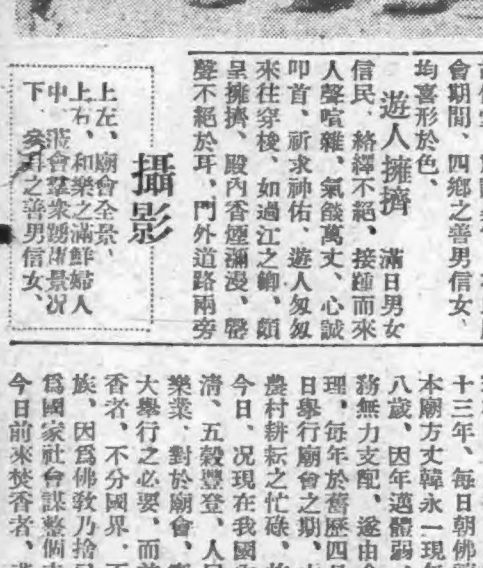 會期間、四鄉之善男信女、
均喜形於色、
遊人擁擠 滿日男女
信民、絡繹不絕、接踵而來
人聲喧雜、氣餘萬丈、心誠
叩首、祈求神佑、遊人匆匆
來往穿梭、如過江之鯽、頗
呈擁擠、殿內香煙瀰漫、罄
聲不絕於耳、門外道路兩旁
攝影
上左、廟會全景、
上右、和樂之滿鮮婦人
中、涖會羣衆踴出景況
下、參拜之善男信女、
十三年、每日朝佛
本廟方丈韓永一現年
八歲、因年邁體弱、
務無力支配、遂由
理、每年於舊歷四月
日舉行廟會之期、
農村耕耘之忙碌、
今日、況現在我國
清、五穀豐登、人民
樂業、對於廟會、
大舉行之必要、而
香者、不分國界、
族、因爲佛敎乃捨
爲國家社會謀整個
今日前來焚香者、